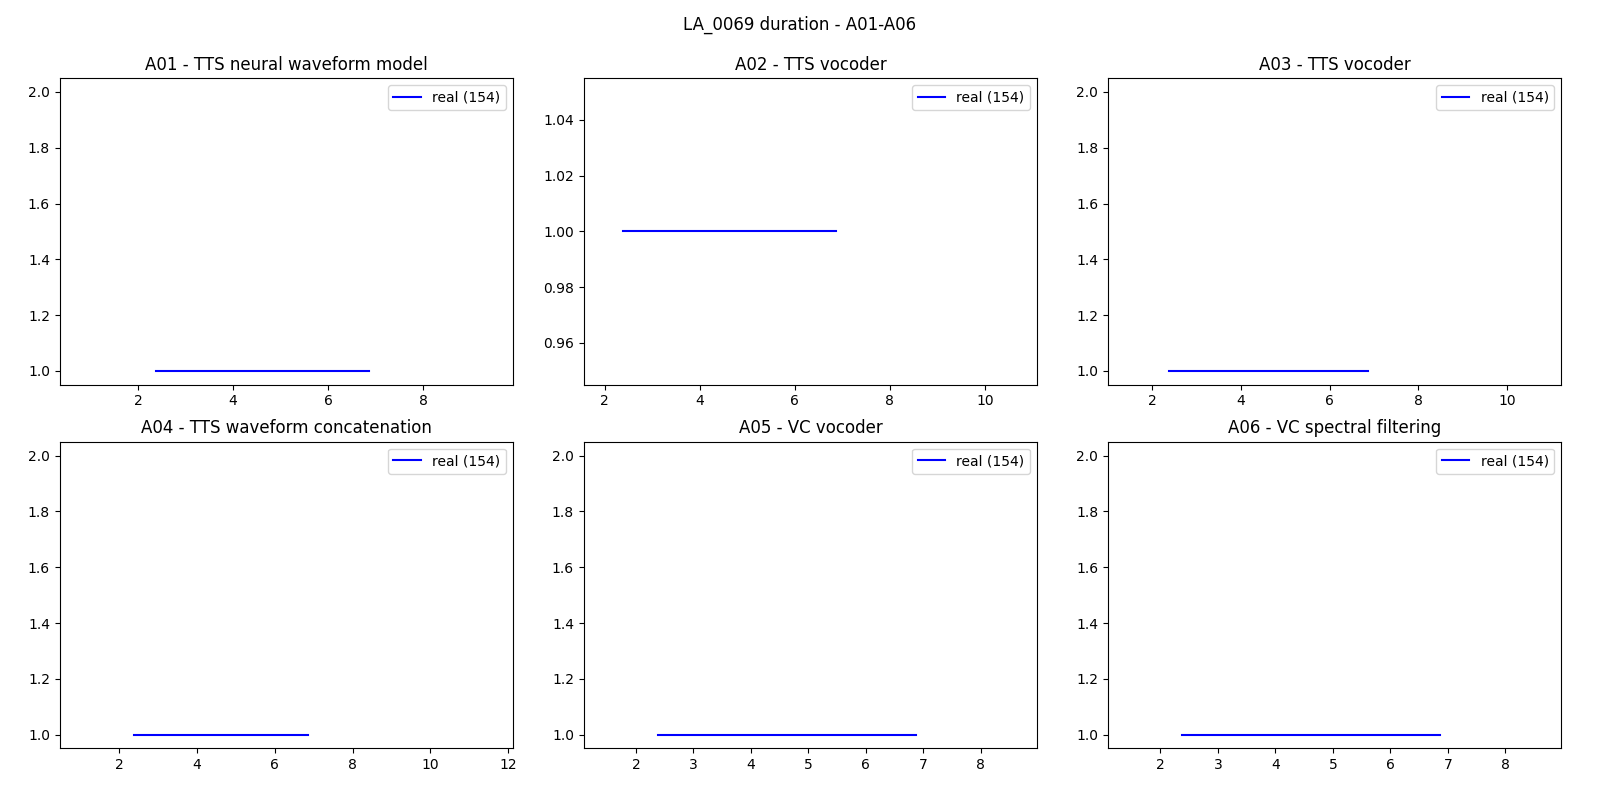 LA_0069 duration - A01-A06
A01 - TTS neural waveform model
real (154)
2.0
1.8
1.6
1.4
1.2
1.0
2 4 6 8
A02 - TTS vocoder
real (154)
1.04
1.02
1.00
0.98
0.96
2 4 6 8 10
A03 - TTS vocoder
real (154)
2.0
1.8
1.6
1.4
1.2
1.0
2 4 6 8 10
A04 - TTS waveform concatenation
real (154)
2.0
1.8
1.6
1.4
1.2
1.0
2 4 6 8 10 12
A05 - VC vocoder
real (154)
2.0
1.8
1.6
1.4
1.2
1.0
2 3 4 5 6 7 8
A06 - VC spectral filtering
real (154)
2.0
1.8
1.6
1.4
1.2
1.0
2 3 4 5 6 7 8